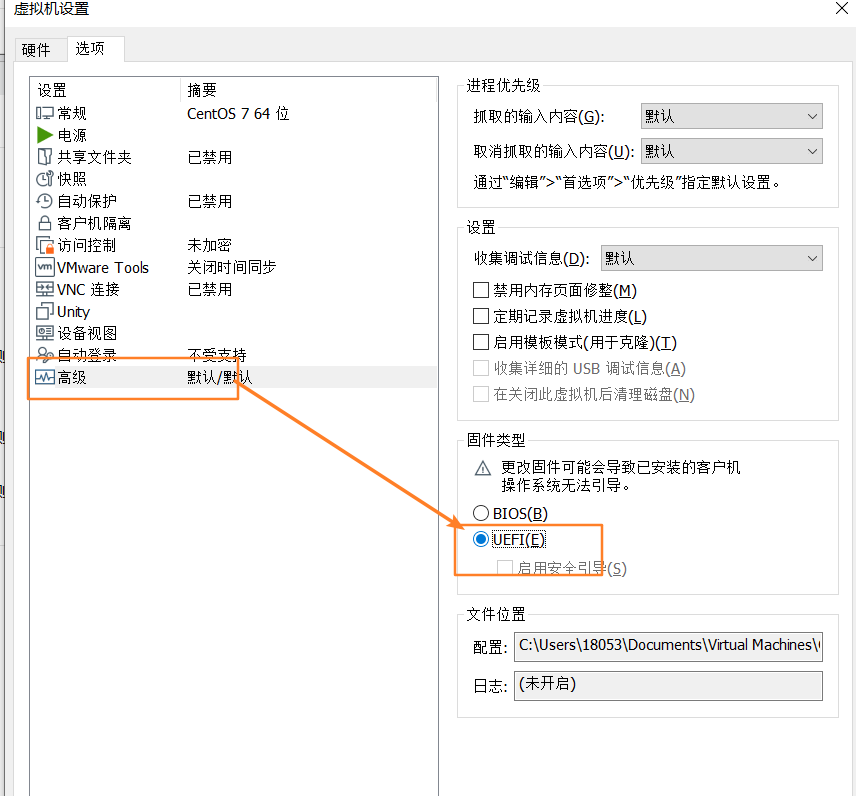 虚拟机设置
硬件 选项
设置 摘要
常规 CentOS 7 64 位
电源
共享文件夹 已禁用
快照
自动保护 已禁用
客户机隔离
访问控制 未加密
vm VMware Tools 关闭时间同步
VNC 连接 已禁用
Unity
设备视图
自动登录 不受支持
高级 默认/默认
进程优先级
抓取的输入内容(G): 默认
取消抓取的输入内容(U): 默认
通过“编辑”>“首选项”>“优先级”指定默认设置。
设置
收集调试信息(D): 默认
禁用内存页面修整(M)
定期记录虚拟机进度(L)
启用模板模式(用于克隆)(T)
收集详细的 USB 调试信息(A)
在关闭此虚拟机后清理磁盘(N)
固件类型
更改固件可能会导致已安装的客户机
操作系统无法引导。
BIOS(B)
UEFI(E)
启用安全引导(S)
文件位置
配置: C:\Users\18053\Documents\Virtual Machines\
日志: (未开启)